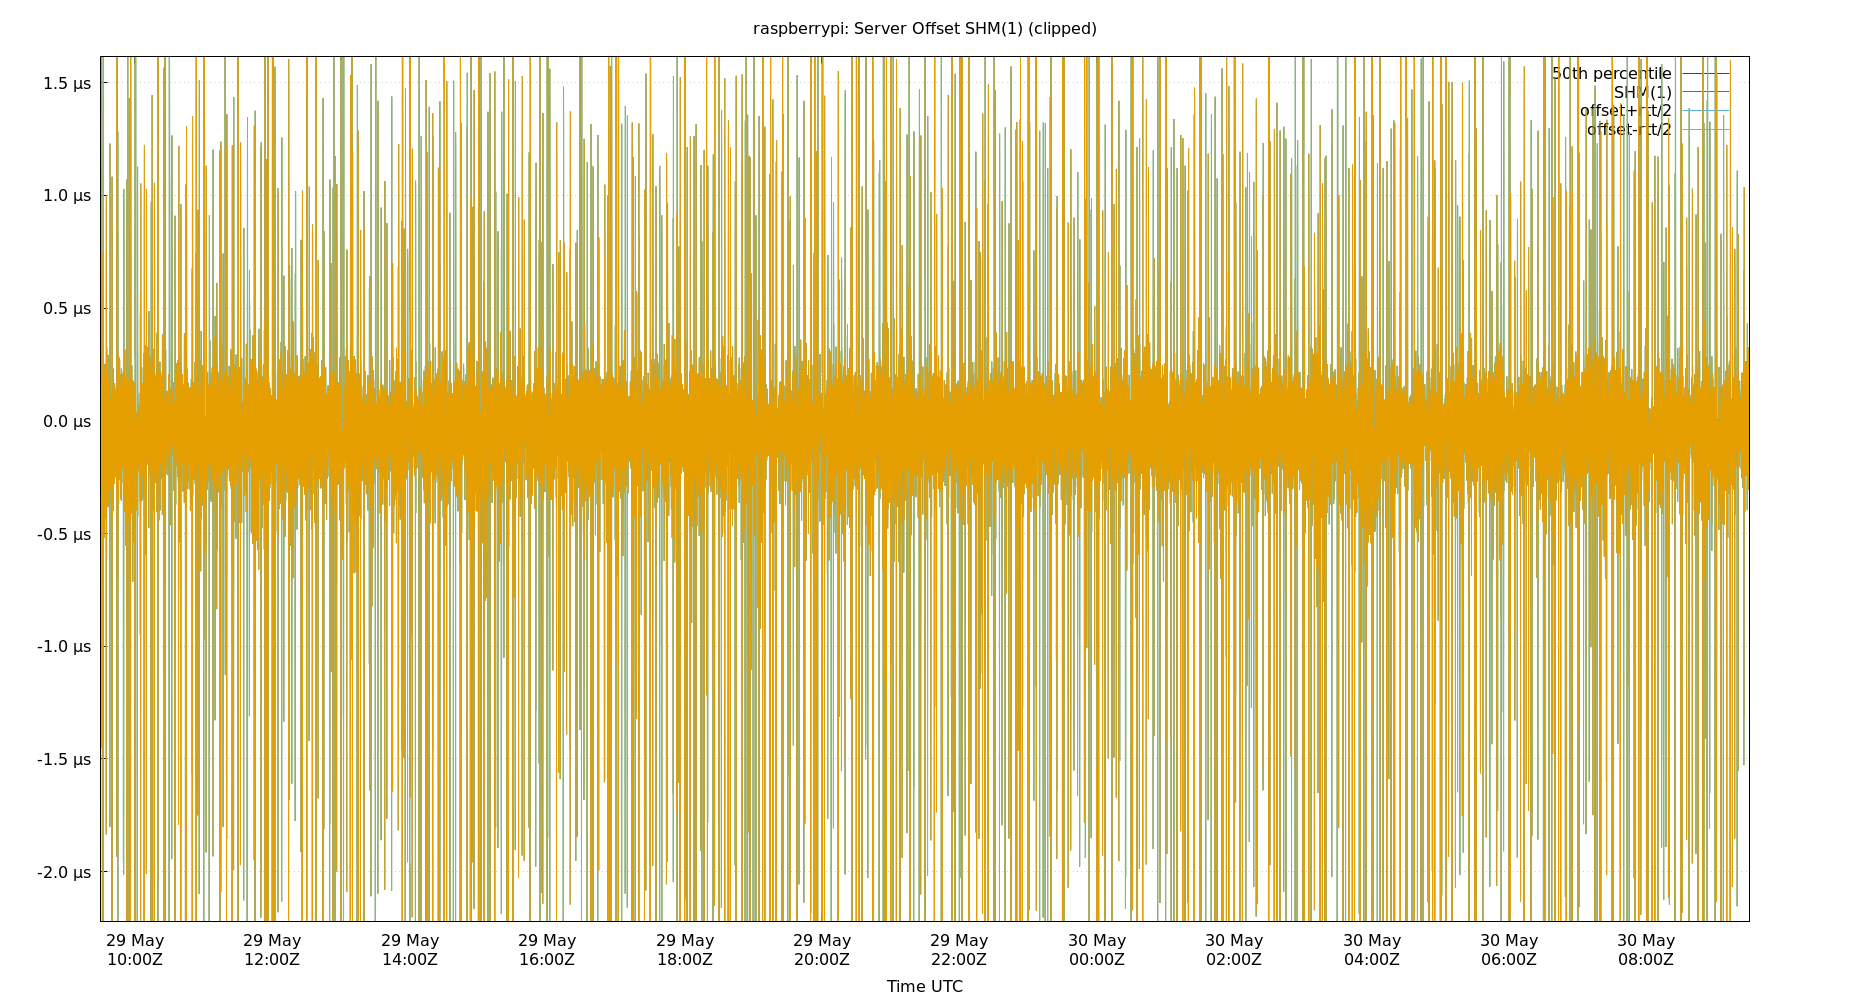 raspberrypi: Server Offset SHM(1) (clipped)
50th percentile
SHM(1)
offset+rtt/2
offset-rtt/2
1.5 µs
1.0 µs
0.5 µs
0.0 µs
-0.5 µs
-1.0 µs
-1.5 µs
-2.0 µs
29 May 29 May 29 May 29 May 29 May 29 May 29 May 30 May 30 May 30 May 30 May 30 May
10:00Z 12:00Z 14:00Z 16:00Z 18:00Z 20:00Z 22:00Z 00:00Z 02:00Z 04:00Z 06:00Z 08:00Z
Time UTC